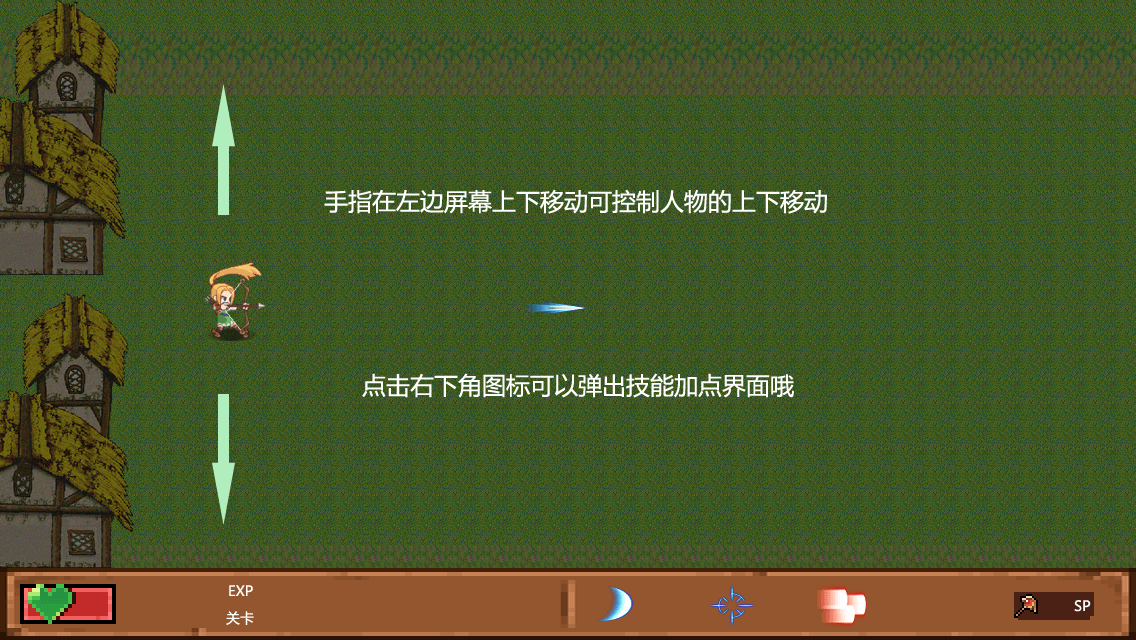 手指在左边屏幕上下移动可控制人物的上下移动
点击右下角图标可以弹出技能加点界面哦
EXP
关卡
SP